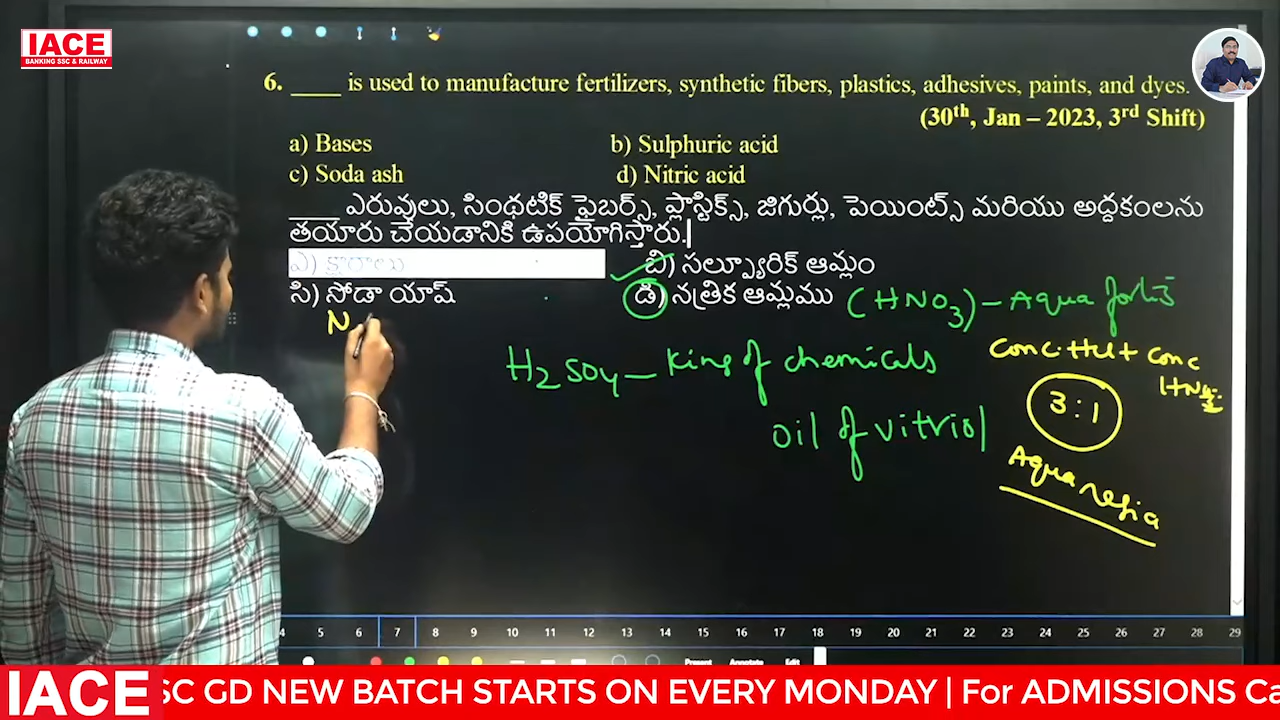 IACE
BANKING SSC & RAILWAY
6. ____ is used to manufacture fertilizers, synthetic fibers, plastics, adhesives, paints, and dyes.
(30th, Jan – 2023, 3rd Shift)
a) Bases b) Sulphuric acid
c) Soda ash d) Nitric acid
____ ఎరువులు, సింథటిక్ ఫైబర్స్, ప్లాస్టిక్స్, జిగుర్లు, పెయింట్స్ మరియు అద్దకంలను
తయారు చేయడానికి ఉపయోగిస్తారు.
ఎ) క్షారాలు బి) సల్ఫ్యూరిక్ ఆమ్లం
సి) సోడా యాష్ డి) నత్రిక ఆమ్లము (HNO3) - Aqua fortis
N
H2SO4 - King of chemicals
Conc. HCl + Conc
HNO3
3:1
oil of vitriol
Aqua regia
4 5 6 7 8 9 10 11 12 13 14 15 16 17 18 19 20 21 22 23 24 25 26 27 28 29
Present Annotate Edit
IACE SC GD NEW BATCH STARTS ON EVERY MONDAY | For ADMISSIONS Ca